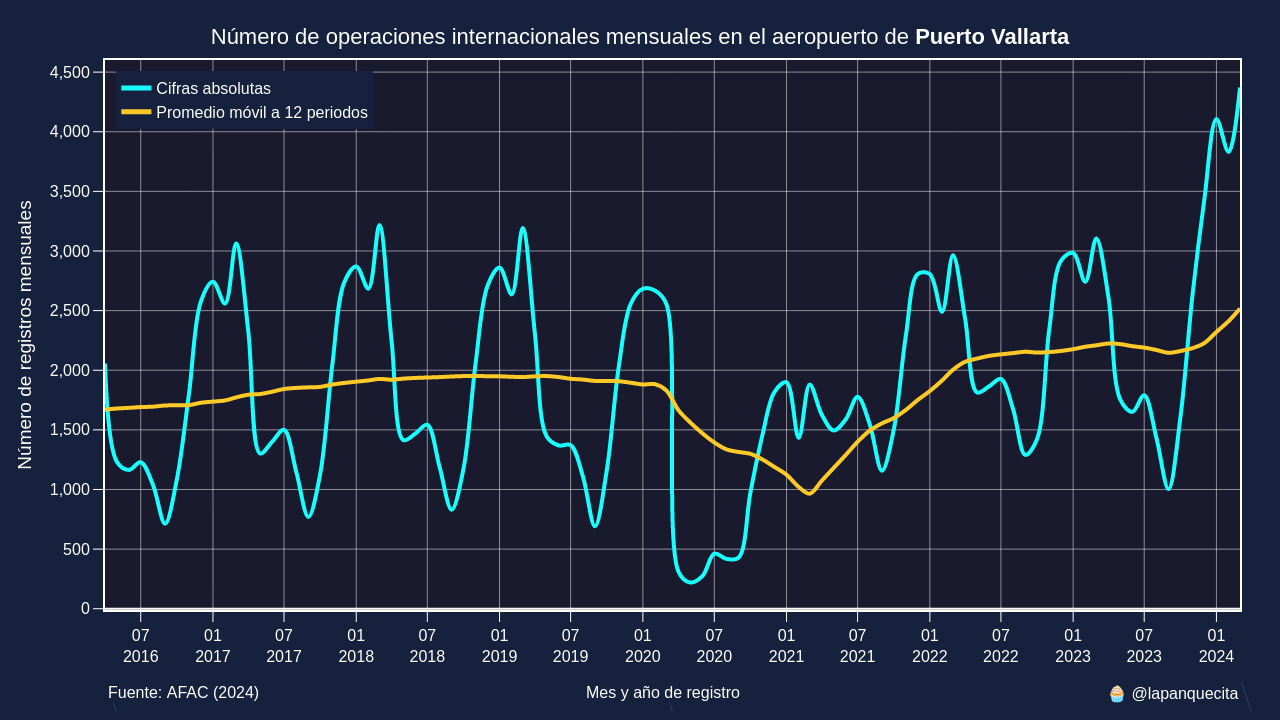 Número de operaciones internacionales mensuales en el aeropuerto de Puerto Vallarta
Cifras absolutas
Promedio móvil a 12 periodos
Número de registros mensuales
4,500
4,000
3,500
3,000
2,500
2,000
1,500
1,000
500
0
07 01 07 01 07 01 07 01 07 01 07 01 07 01 07 01
2016 2017 2017 2018 2018 2019 2019 2020 2020 2021 2021 2022 2022 2023 2023 2024
Fuente: AFAC (2024)
Mes y año de registro
🧁 @lapanquecita